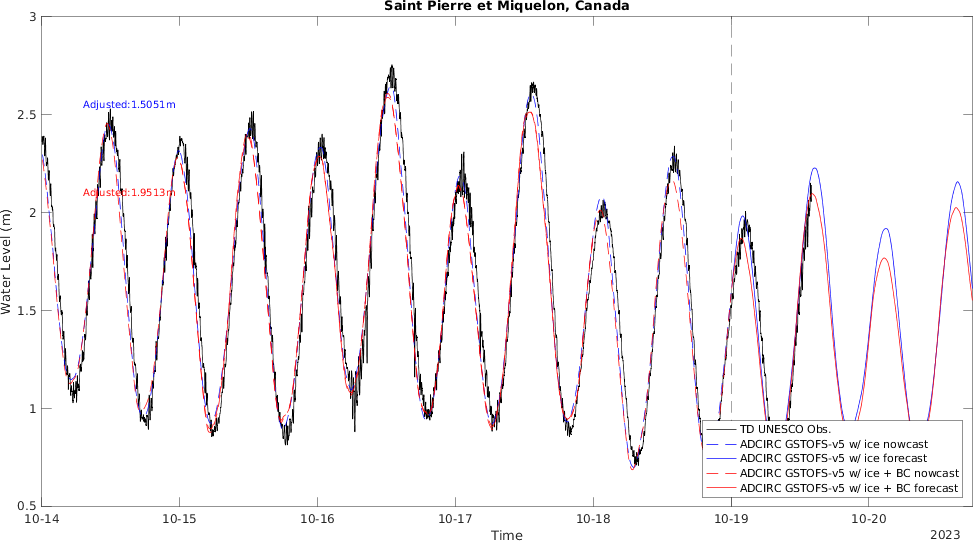 Saint Pierre et Miquelon, Canada
3
2.5
2
1.5
1
0.5
Water Level (m)
Adjusted:1.5051m
Adjusted:1.9513m
TD UNESCO Obs.
ADCIRC GSTOFS-v5 w/ ice nowcast
ADCIRC GSTOFS-v5 w/ ice forecast
ADCIRC GSTOFS-v5 w/ ice + BC nowcast
ADCIRC GSTOFS-v5 w/ ice + BC forecast
10-14 10-15 10-16 10-17 10-18 10-19 10-20
Time
2023